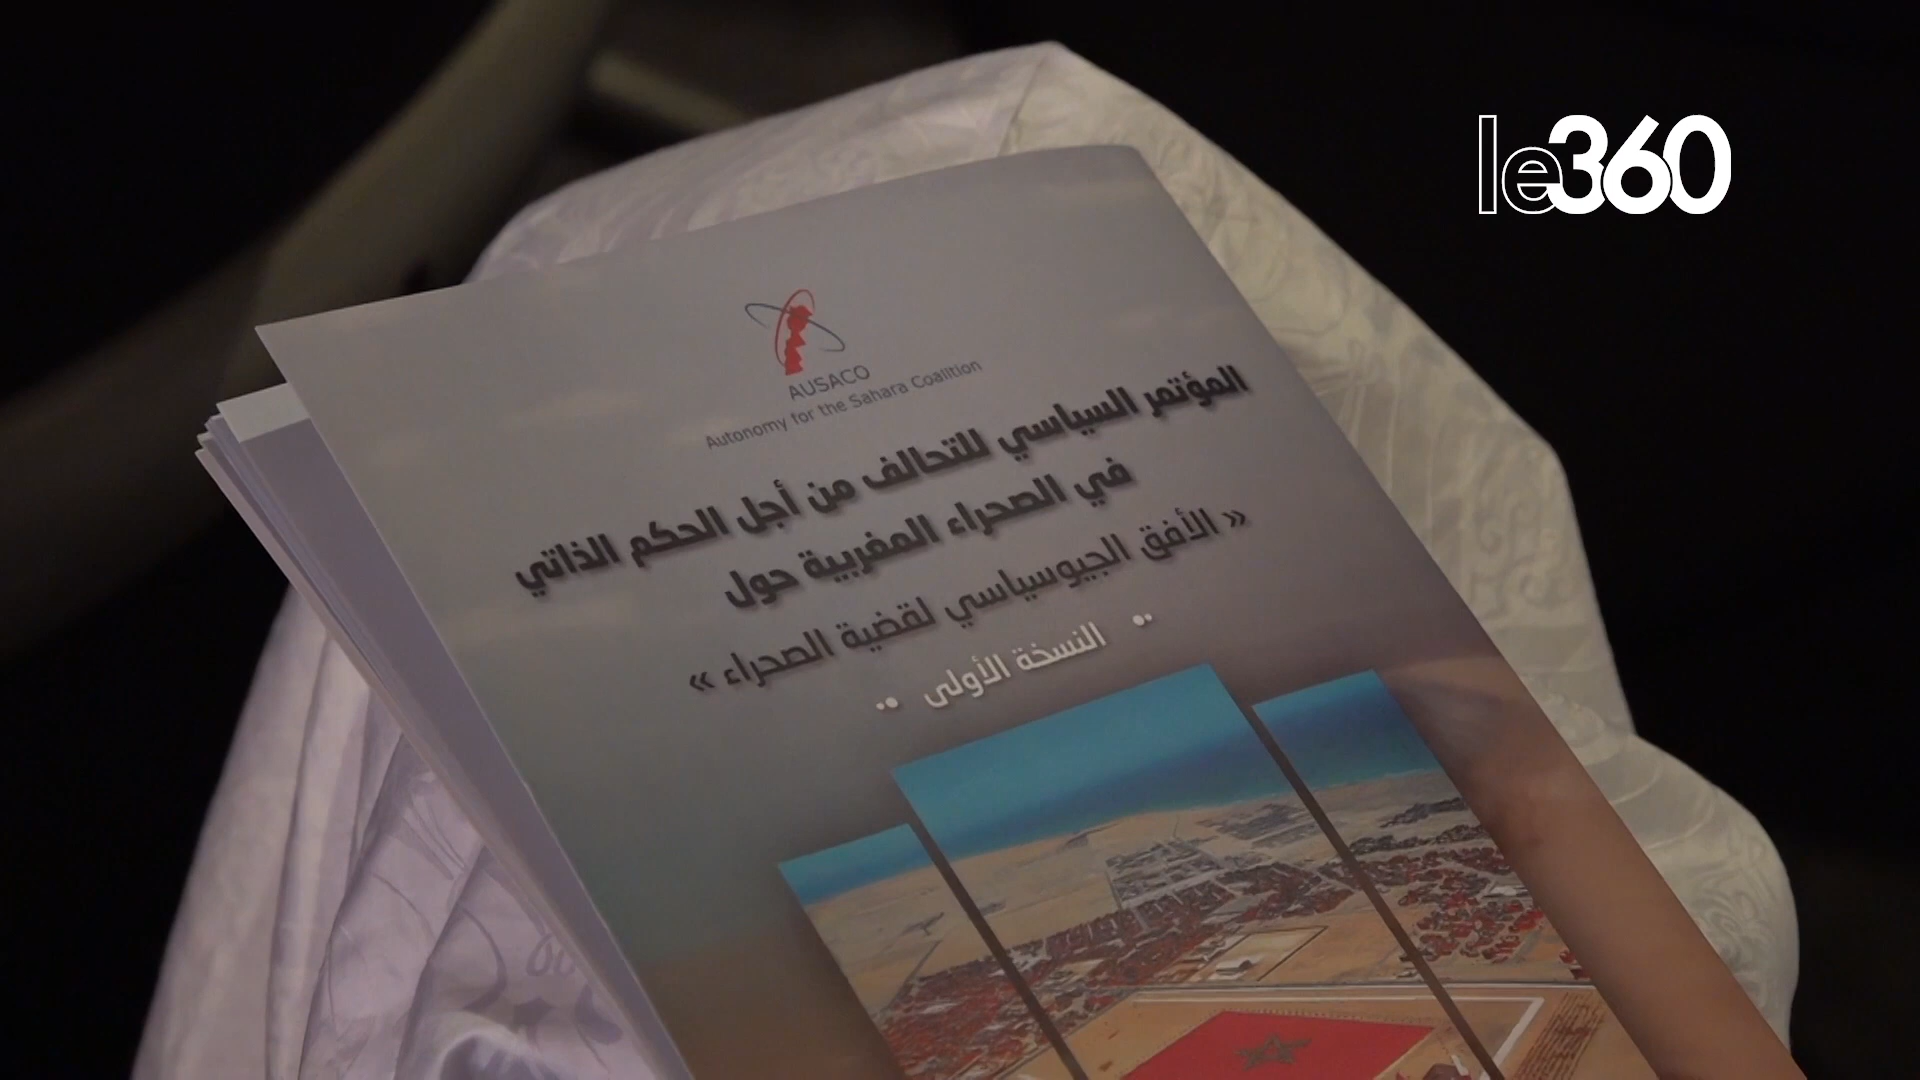 le360
AUSACO
Autonomy for the Sahara Coalition
المؤتمر السياسي للتحالف من أجل الحكم الذاتي
في الصحراء المغربية حول
« الأفق الجيوسياسي لقضية الصحراء »
النسخة الأولى